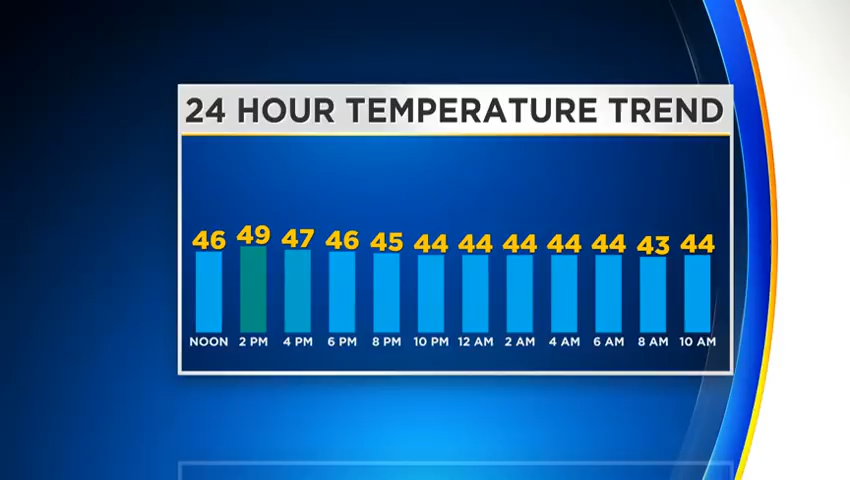 24 HOUR TEMPERATURE TREND
46 49 47 46 45 44 44 44 44 44 43 44
NOON 2 PM 4 PM 6 PM 8 PM 10 PM 12 AM 2 AM 4 AM 6 AM 8 AM 10 AM